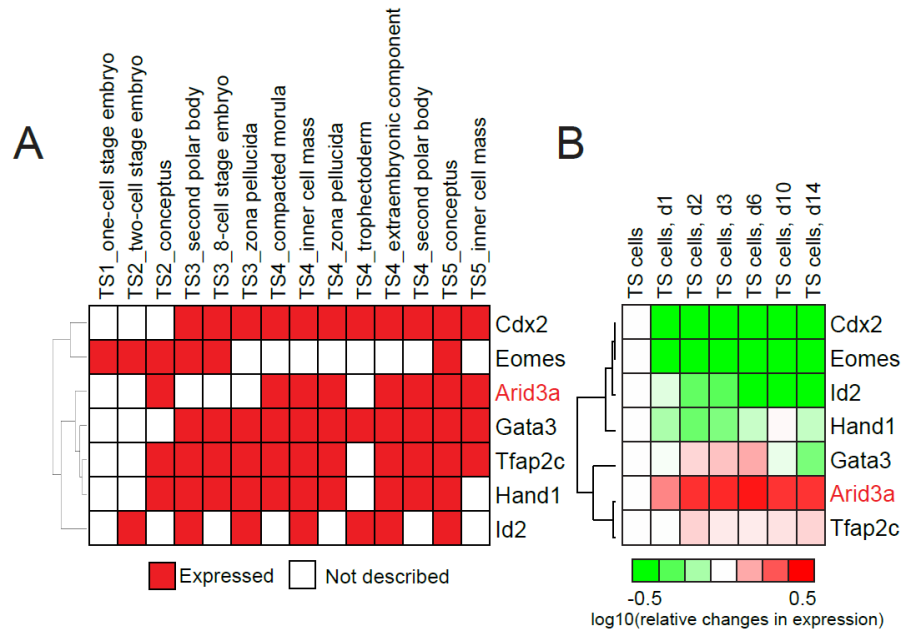 A
TS1_one-cell stage embryo
TS2_two-cell stage embryo
TS2_conceptus
TS3_second polar body
TS3_8-cell stage embryo
TS3_zona pellucida
TS4_compacted morula
TS4_inner cell mass
TS4_zona pellucida
TS4_trophectoderm
TS4_extraembryonic component
TS4_second polar body
TS5_conceptus
TS5_inner cell mass
Cdx2
Eomes
Arid3a
Gata3
Tfap2c
Hand1
Id2
Expressed
Not described
B
TS cells
TS cells, d1
TS cells, d2
TS cells, d3
TS cells, d6
TS cells, d10
TS cells, d14
Cdx2
Eomes
Id2
Hand1
Gata3
Arid3a
Tfap2c
-0.5 0.5
log10(relative changes in expression)